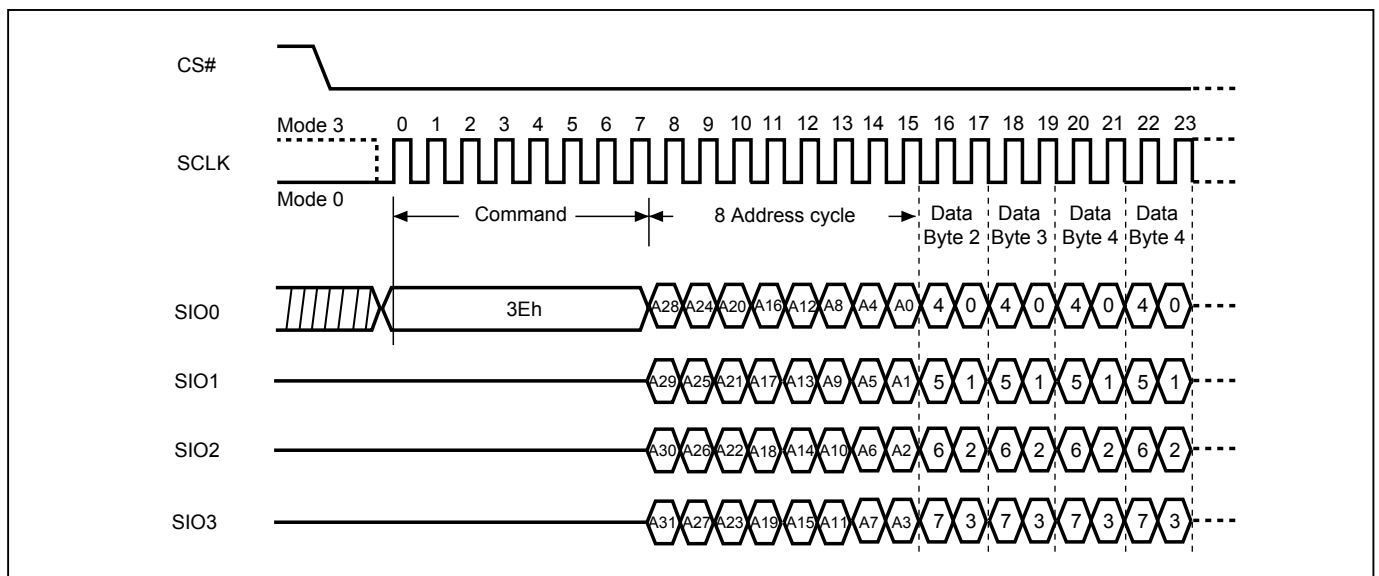 CS#
Mode 3
0 1 2 3 4 5 6 7 8 9 10 11 12 13 14 15 16 17 18 19 20 21 22 23
SCLK
Mode 0
Command
8 Address cycle
Data Byte 2
Data Byte 3
Data Byte 4
Data Byte 4
SIO0
3Eh
A28 A24 A20 A16 A12 A8 A4 A0 4 0 4 0 4 0 4 0
SIO1
A29 A25 A21 A17 A13 A9 A5 A1 5 1 5 1 5 1 5 1
SIO2
A30 A26 A22 A18 A14 A10 A6 A2 6 2 6 2 6 2 6 2
SIO3
A31 A27 A23 A19 A15 A11 A7 A3 7 3 7 3 7 3 7 3